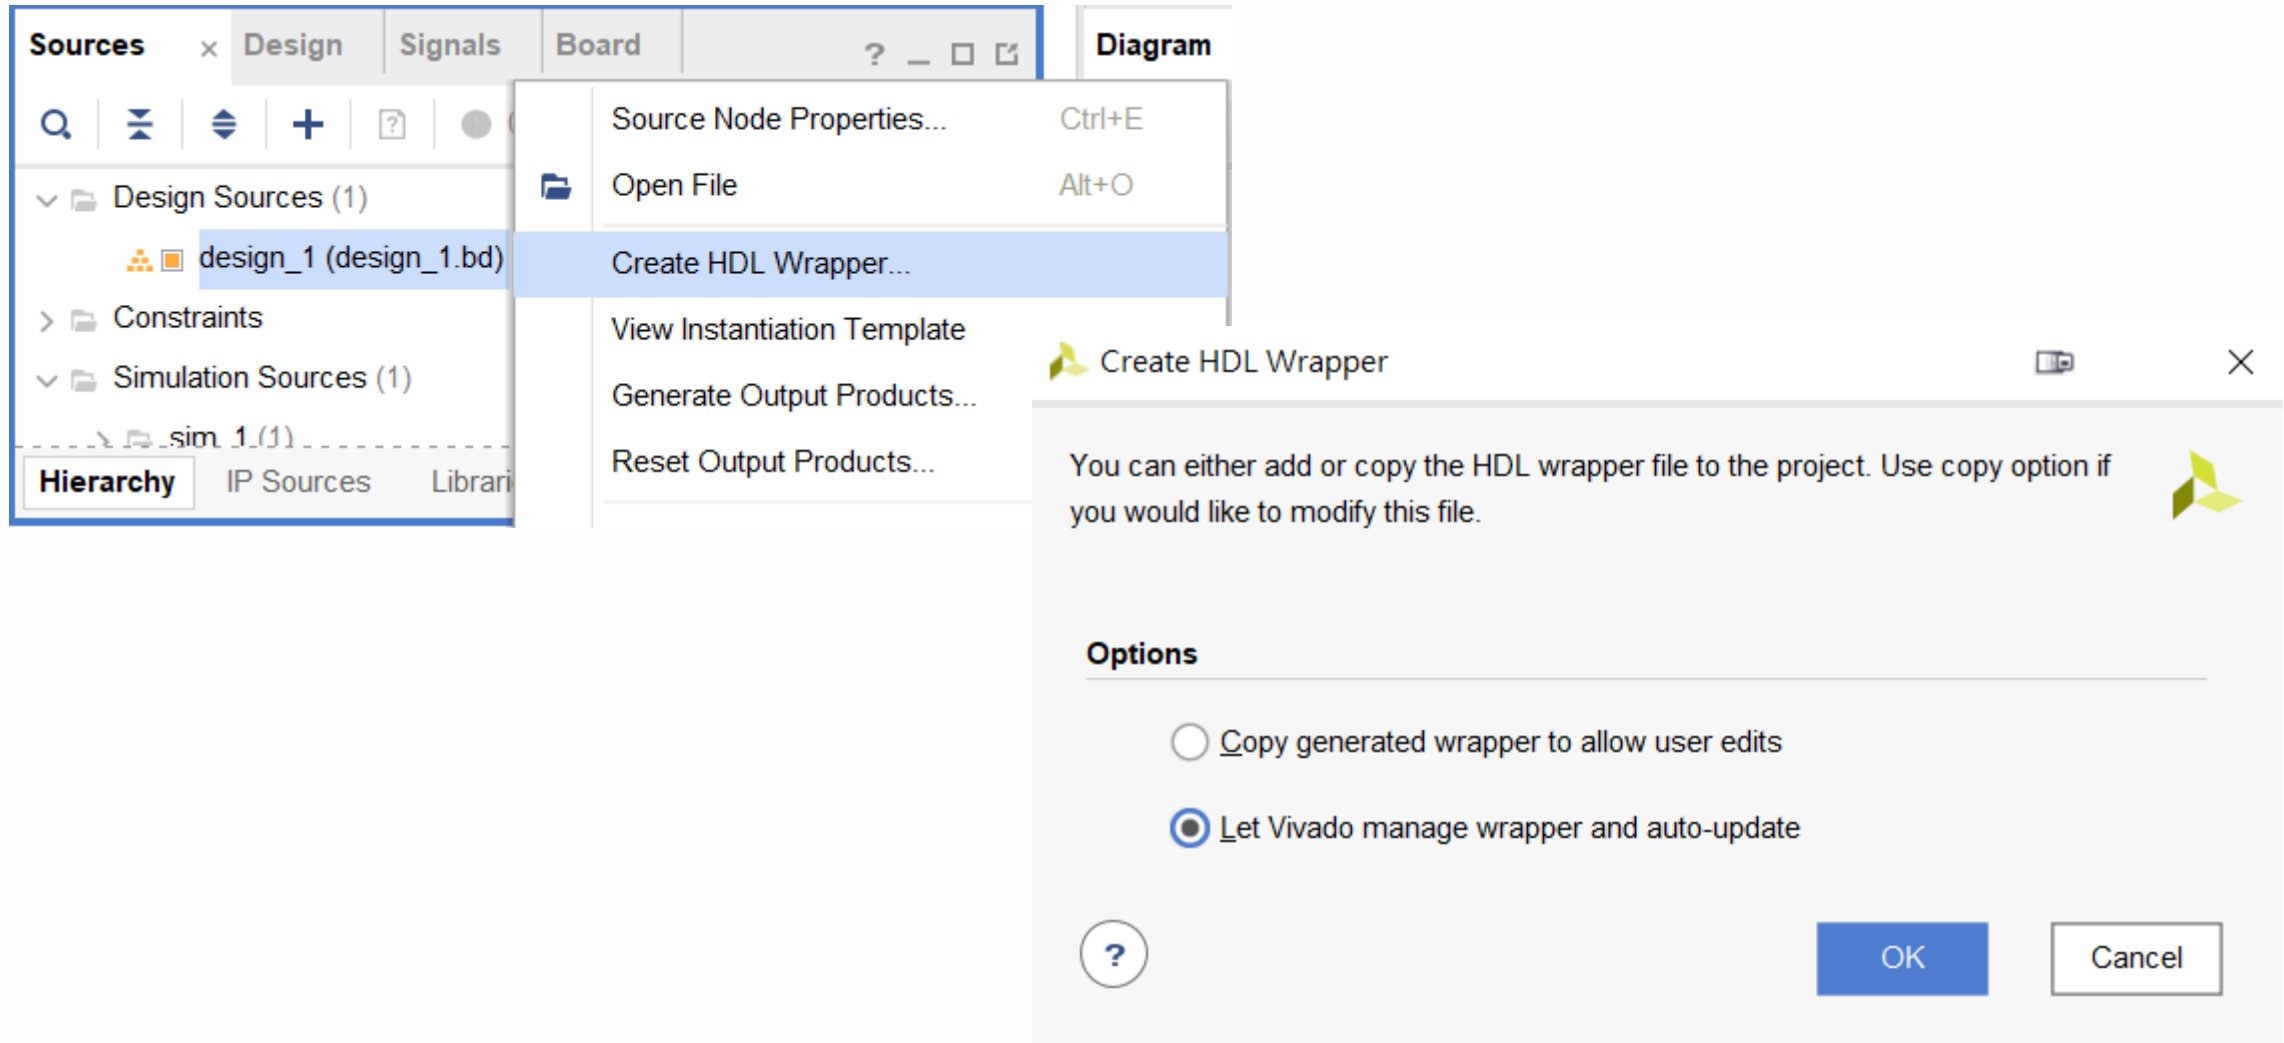 Sources Design Signals Board
Diagram
Source Node Properties... Ctrl+E
Open File Alt+O
Design Sources (1)
design_1 (design_1.bd)
Create HDL Wrapper...
Constraints
View Instantiation Template
Simulation Sources (1)
Generate Output Products...
sim_1 (1)
Reset Output Products...
Hierarchy IP Sources
Create HDL Wrapper
You can either add or copy the HDL wrapper file to the project. Use copy option if
you would like to modify this file.
Options
Copy generated wrapper to allow user edits
Let Vivado manage wrapper and auto-update
?
OK
Cancel